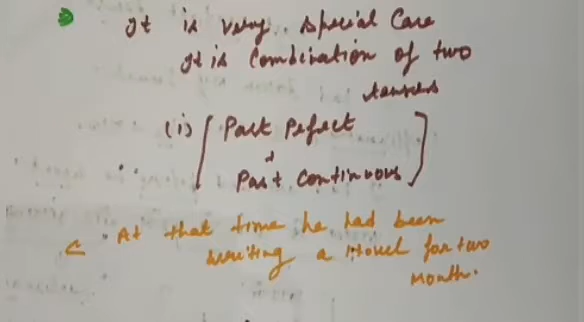 It is very special Case
It is Combination of two
tenses
(i) [ Past Pefect
+
Past Continuous ]
At that time he had been
writing a Novel for two
Month.